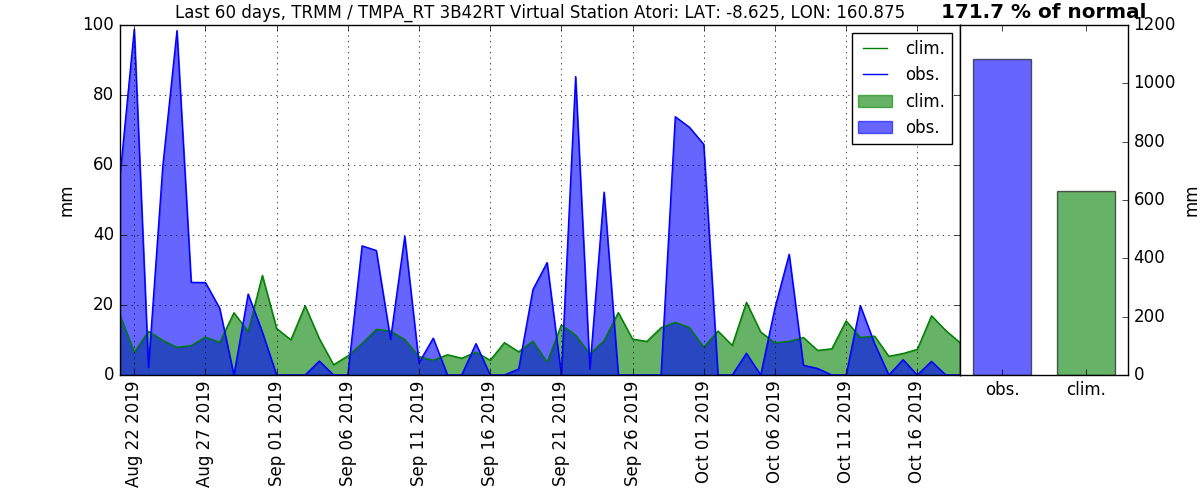 Last 60 days, TRMM / TMPA_RT 3B42RT Virtual Station Atori: LAT: -8.625, LON: 160.875
171.7 % of normal
100
80
60
40
20
0
mm
clim.
obs.
clim.
obs.
1200
1000
800
600
400
200
0
mm
Aug 22 2019
Aug 27 2019
Sep 01 2019
Sep 06 2019
Sep 11 2019
Sep 16 2019
Sep 21 2019
Sep 26 2019
Oct 01 2019
Oct 06 2019
Oct 11 2019
Oct 16 2019
obs.
clim.